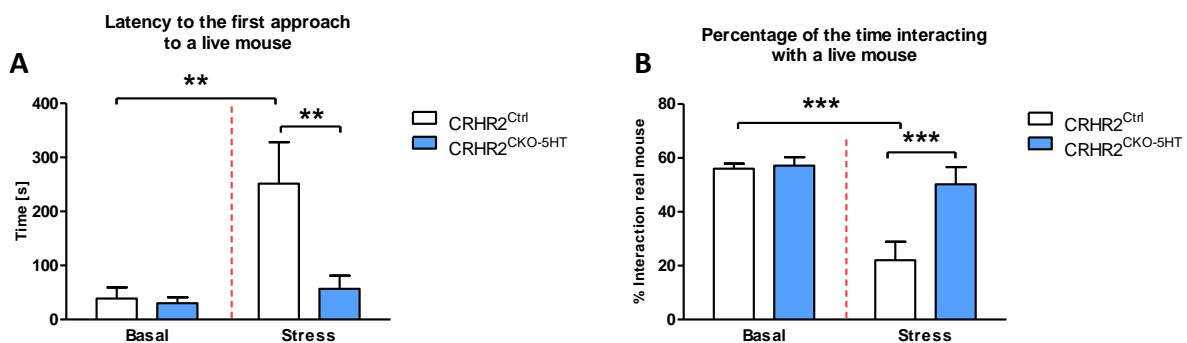 Latency to the first approach
to a live mouse
A
**
**
400
300
200
100
0
Time [s]
Basal
Stress
CRHR2Ctrl
CRHR2CKO-5HT
Percentage of the time interacting
with a live mouse
B
***
***
80
60
40
20
0
% Interaction real mouse
Basal
Stress
CRHR2Ctrl
CRHR2CKO-5HT